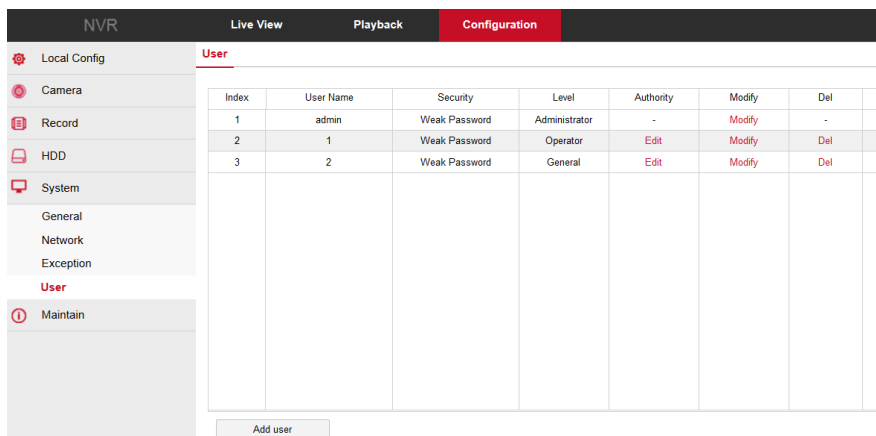 NVR Live View Playback Configuration
Local Config
Camera
Record
HDD
System
General
Network
Exception
User
Maintain
User
Index User Name Security Level Authority Modify Del
1 admin Weak Password Administrator - Modify -
2 1 Weak Password Operator Edit Modify Del
3 2 Weak Password General Edit Modify Del
Add user